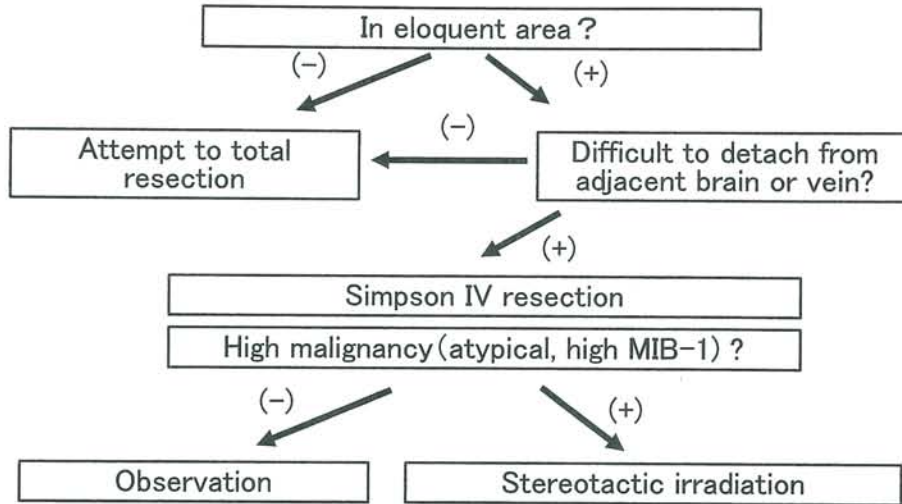 In eloquent area？
(−)
(+)
Attempt to total
resection
(−)
Difficult to detach from
adjacent brain or vein?
(+)
Simpson IV resection
High malignancy(atypical, high MIB−1)？
(−)
(+)
Observation
Stereotactic irradiation